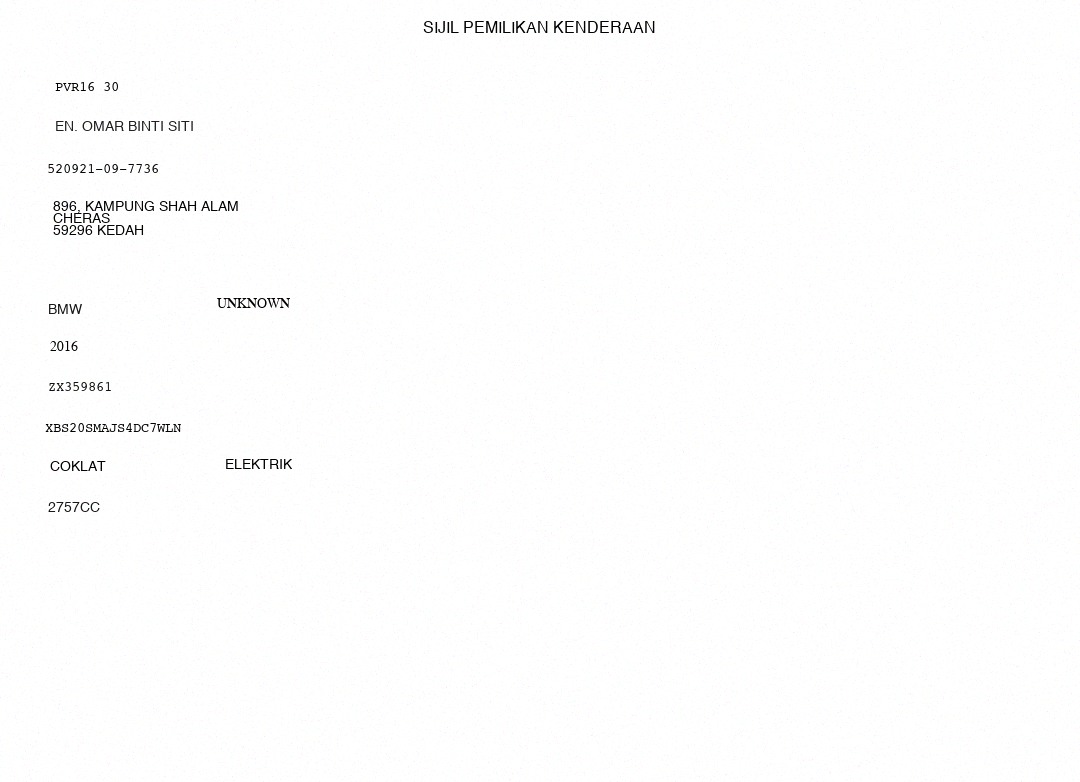 SIJIL PEMILIKAN KENDERAAN
PVR16 30
EN. OMAR BINTI SITI
520921-09-7736
896, KAMPUNG SHAH ALAM
CHERAS
59296 KEDAH
BMW UNKNOWN
2016
ZX359861
XBS20SMAJS4DC7WLN
COKLAT ELEKTRIK
2757CC